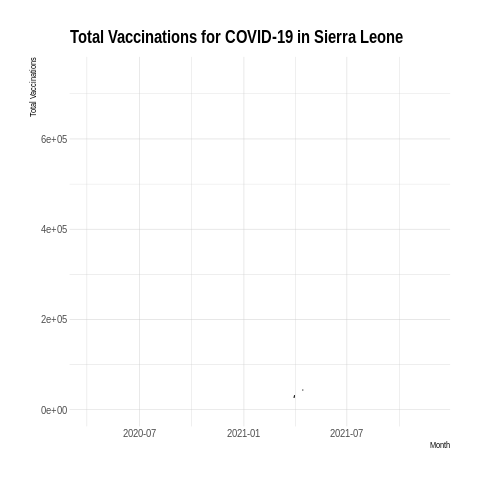 Total Vaccinations for COVID-19 in Sierra Leone
Total Vaccinations
6e+05
4e+05
2e+05
0e+00
2020-07
2021-01
2021-07
Month